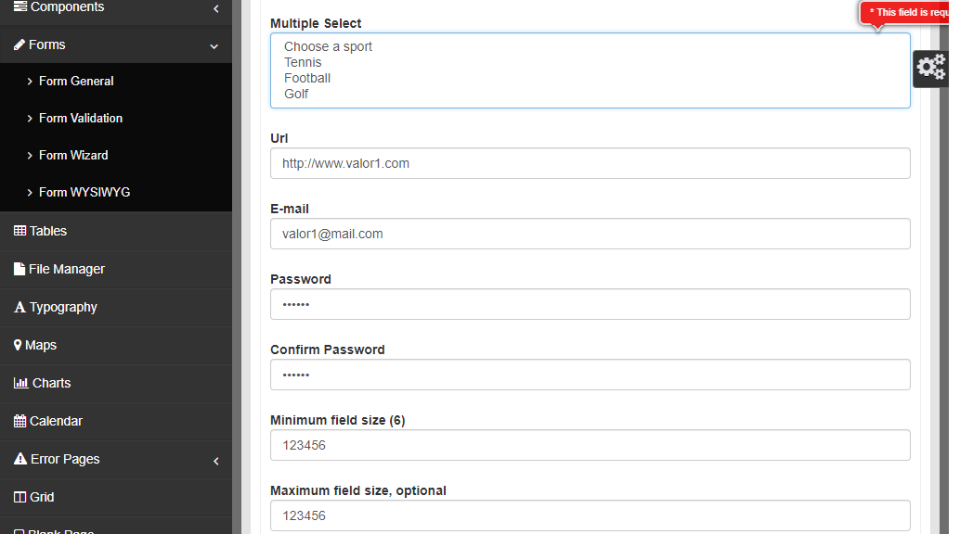 Components
Forms
Form General
Form Validation
Form Wizard
Form WYSIWYG
Tables
File Manager
Typography
Maps
Charts
Calendar
Error Pages
Grid
Blank Page
* This field is requ
Multiple Select
Choose a sport
Tennis
Football
Golf
Url
http://www.valor1.com
E-mail
valor1@mail.com
Password
••••••
Confirm Password
••••••
Minimum field size (6)
123456
Maximum field size, optional
123456